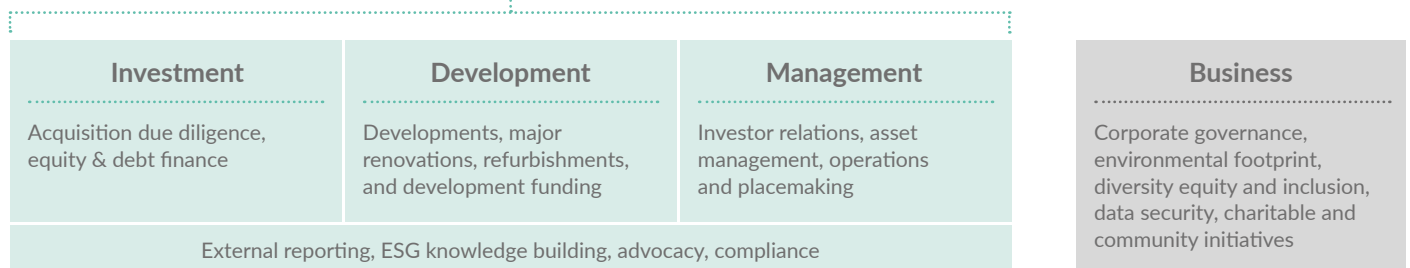 Investment
Acquisition due diligence,
equity & debt finance
Development
Developments, major
renovations, refurbishments,
and development funding
Management
Investor relations, asset
management, operations
and placemaking
External reporting, ESG knowledge building, advocacy, compliance
Business
Corporate governance,
environmental footprint,
diversity equity and inclusion,
data security, charitable and
community initiatives